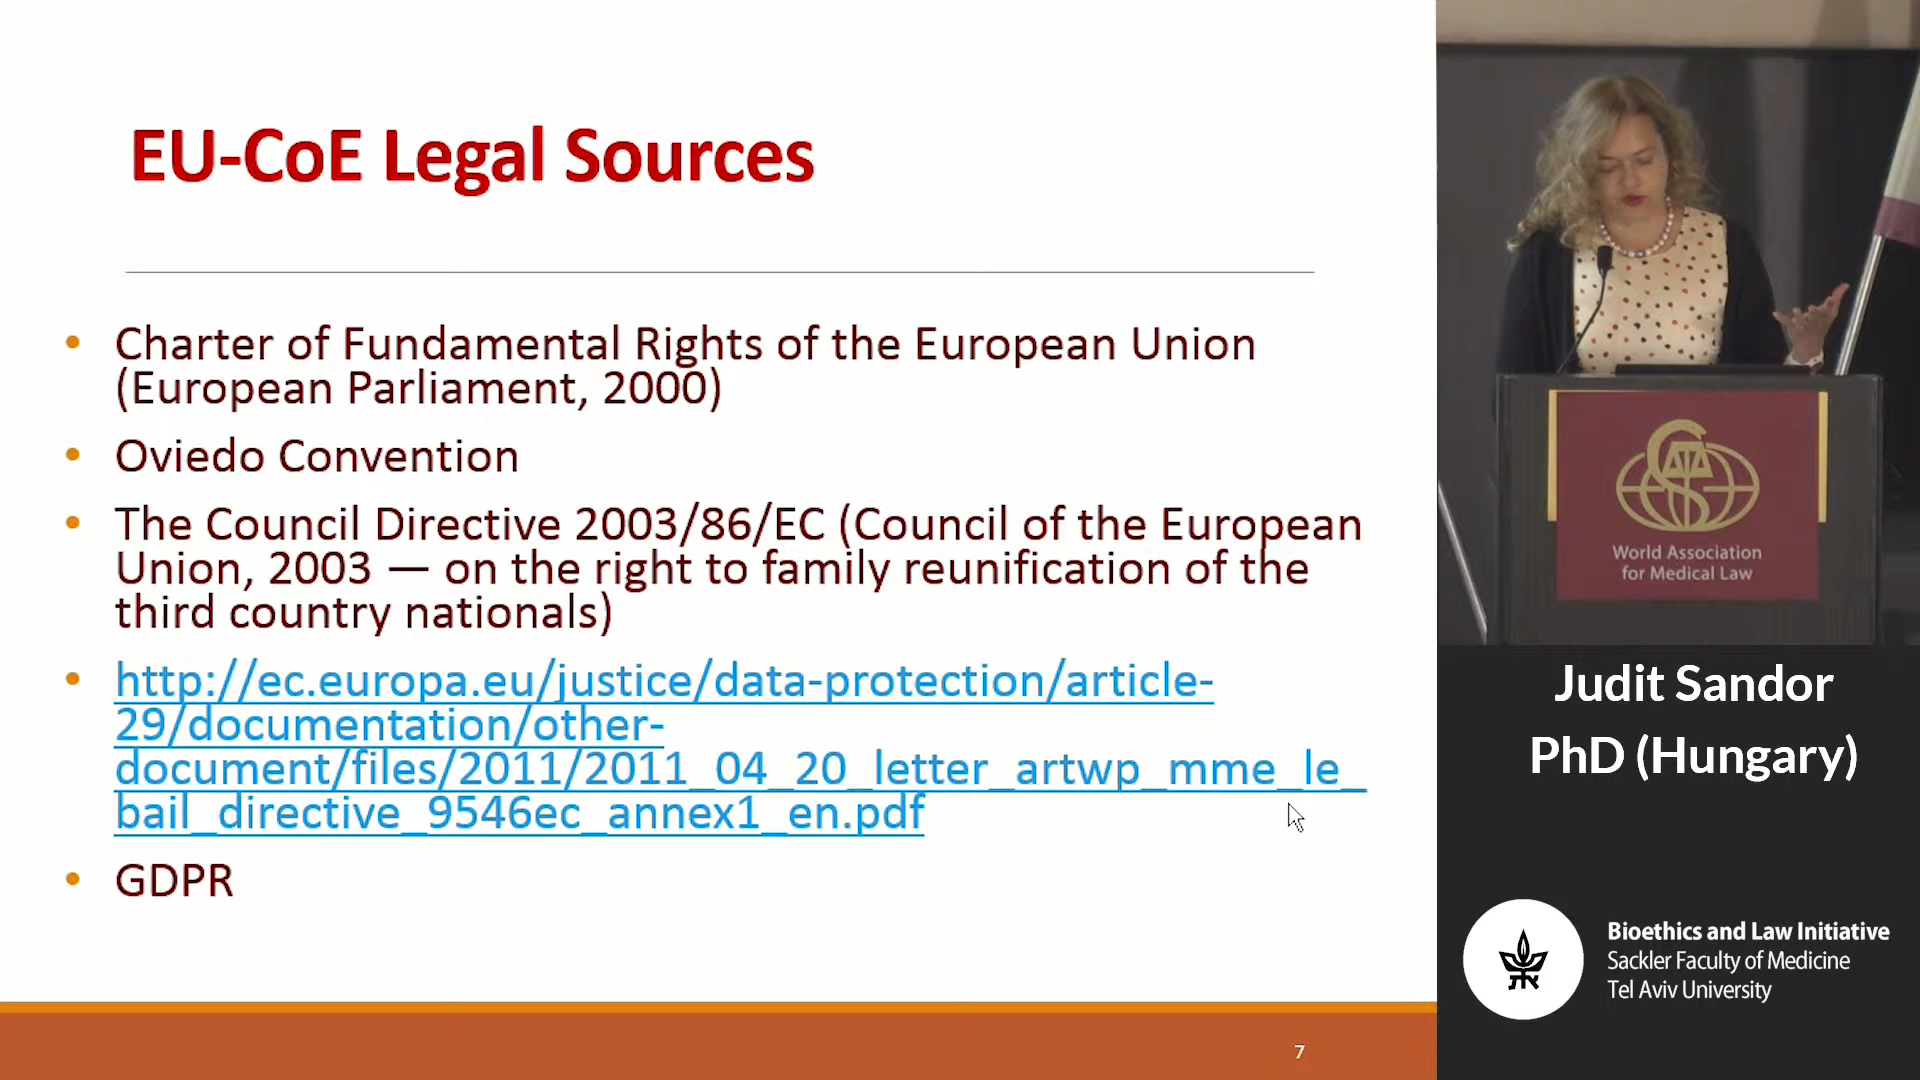 EU-CoE Legal Sources
• Charter of Fundamental Rights of the European Union
(European Parliament, 2000)
• Oviedo Convention
• The Council Directive 2003/86/EC (Council of the European
Union, 2003 — on the right to family reunification of the
third country nationals)
• http://ec.europa.eu/justice/data-protection/article-
29/documentation/other-
document/files/2011/2011_04_20_letter_artwp_mme_le_
bail_directive_9546ec_annex1_en.pdf
• GDPR
7
World Association
for Medical Law
Judit Sandor
PhD (Hungary)
Bioethics and Law Initiative
Sackler Faculty of Medicine
Tel Aviv University